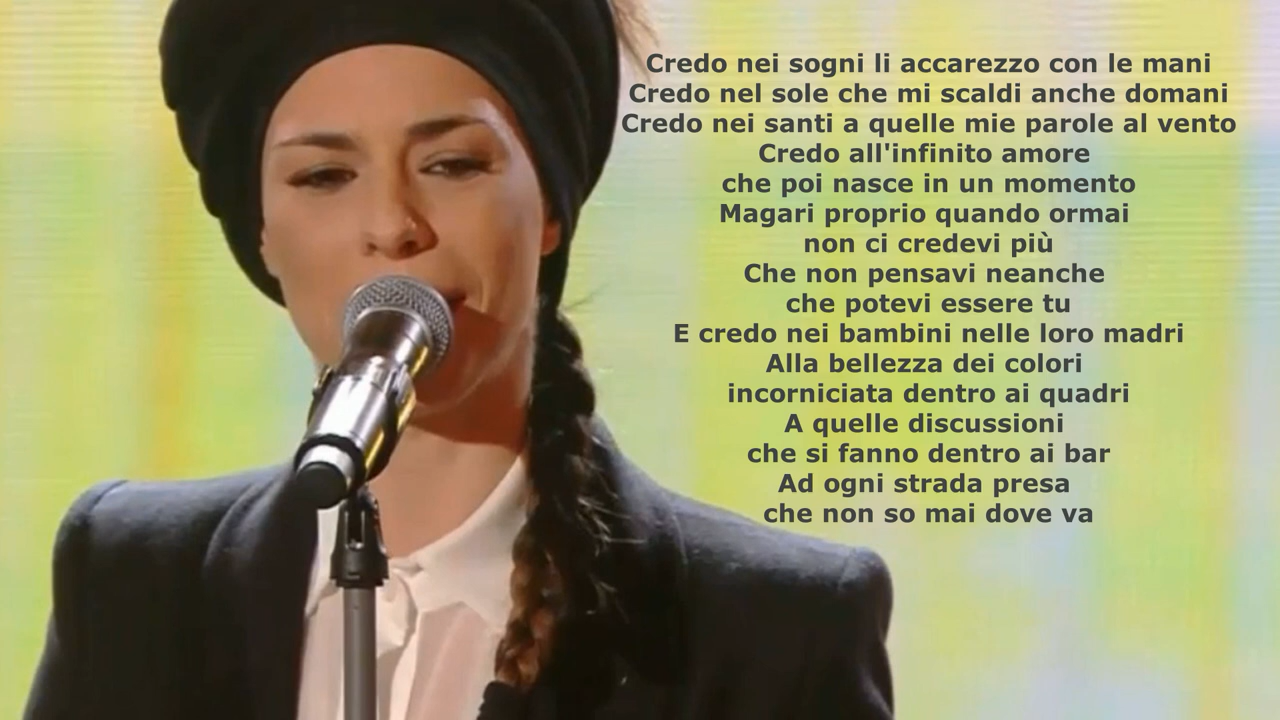 Credo nei sogni li accarezzo con le mani
Credo nel sole che mi scaldi anche domani
Credo nei santi a quelle mie parole al vento
Credo all'infinito amore
che poi nasce in un momento
Magari proprio quando ormai
non ci credevi più
Che non pensavi neanche
che potevi essere tu
E credo nei bambini nelle loro madri
Alla bellezza dei colori
incorniciata dentro ai quadri
A quelle discussioni
che si fanno dentro ai bar
Ad ogni strada presa
che non so mai dove va